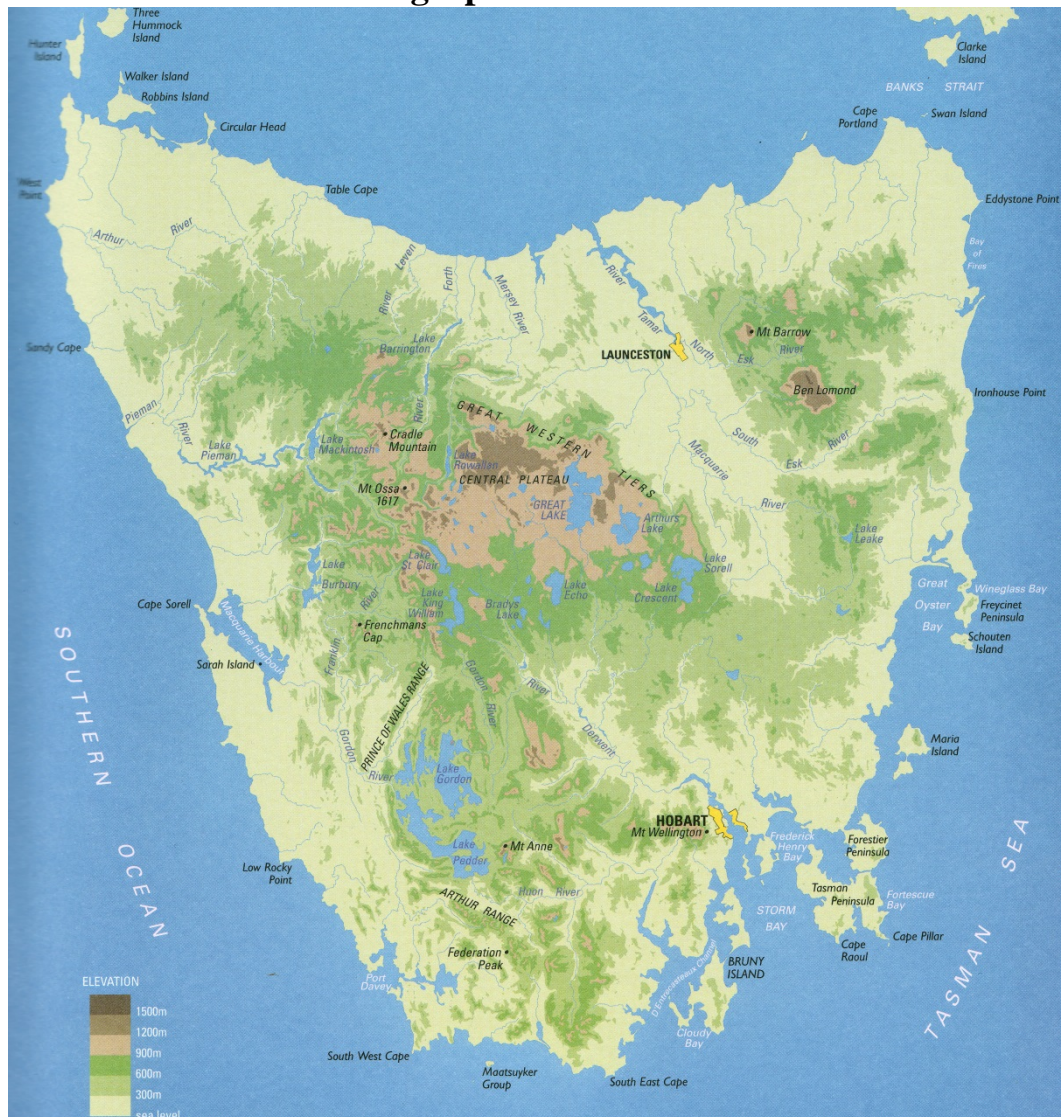 Three
Hummock
Island
Hunter
Island
Walker Island
Robbins Island
Circular Head
Clarke
Island
BANKS STRAIT
Cape
Portland
Swan Island
West
Point
Table Cape
Eddystone Point
Arthur River
Bay
of
Fires
River Leven
Forth River
Mersey River
River Tamar
Lake
Barrington
Mt Barrow
LAUNCESTON
North Esk River
Sandy Cape
Ben Lomond
Ironhouse Point
Pieman River
GREAT WESTERN TIERS
Cradle
Mountain
Lake
Mackintosh
Lake
Pieman
Lake
Rowallan
South Esk River
Macquarie River
CENTRAL PLATEAU
Mt Ossa
1617
GREAT
LAKE
Arthurs
Lake
Lake
Leake
Lake
St Clair
Lake
Sorell
Lake
Burbury
Lake
Echo
Lake
Crescent
Great
Oyster
Bay
Wineglass Bay
Freycinet
Peninsula
Schouten
Island
Cape Sorell
Lake
King
William
Bradys
Lake
Macquarie Harbour
Frenchmans
Cap
Franklin River
Sarah Island
SOUTHERN OCEAN
PRINCE OF WALES RANGE
Gordon River
River Derwent
Gordon River
Maria
Island
Lake
Gordon
HOBART
Mt Wellington
Frederick
Henry
Bay
Forestier
Peninsula
Low Rocky
Point
Lake
Pedder
Mt Anne
Huon River
Tasman
Peninsula
Fortescue
Bay
ARTHUR RANGE
STORM
BAY
Cape Pillar
Cape
Raoul
TASMAN SEA
Federation
Peak
BRUNY
ISLAND
D'Entrecasteaux Channel
Port
Davey
Cloudy
Bay
South West Cape
Maatsuyker
Group
South East Cape
ELEVATION
1500m
1200m
900m
600m
300m
sea level